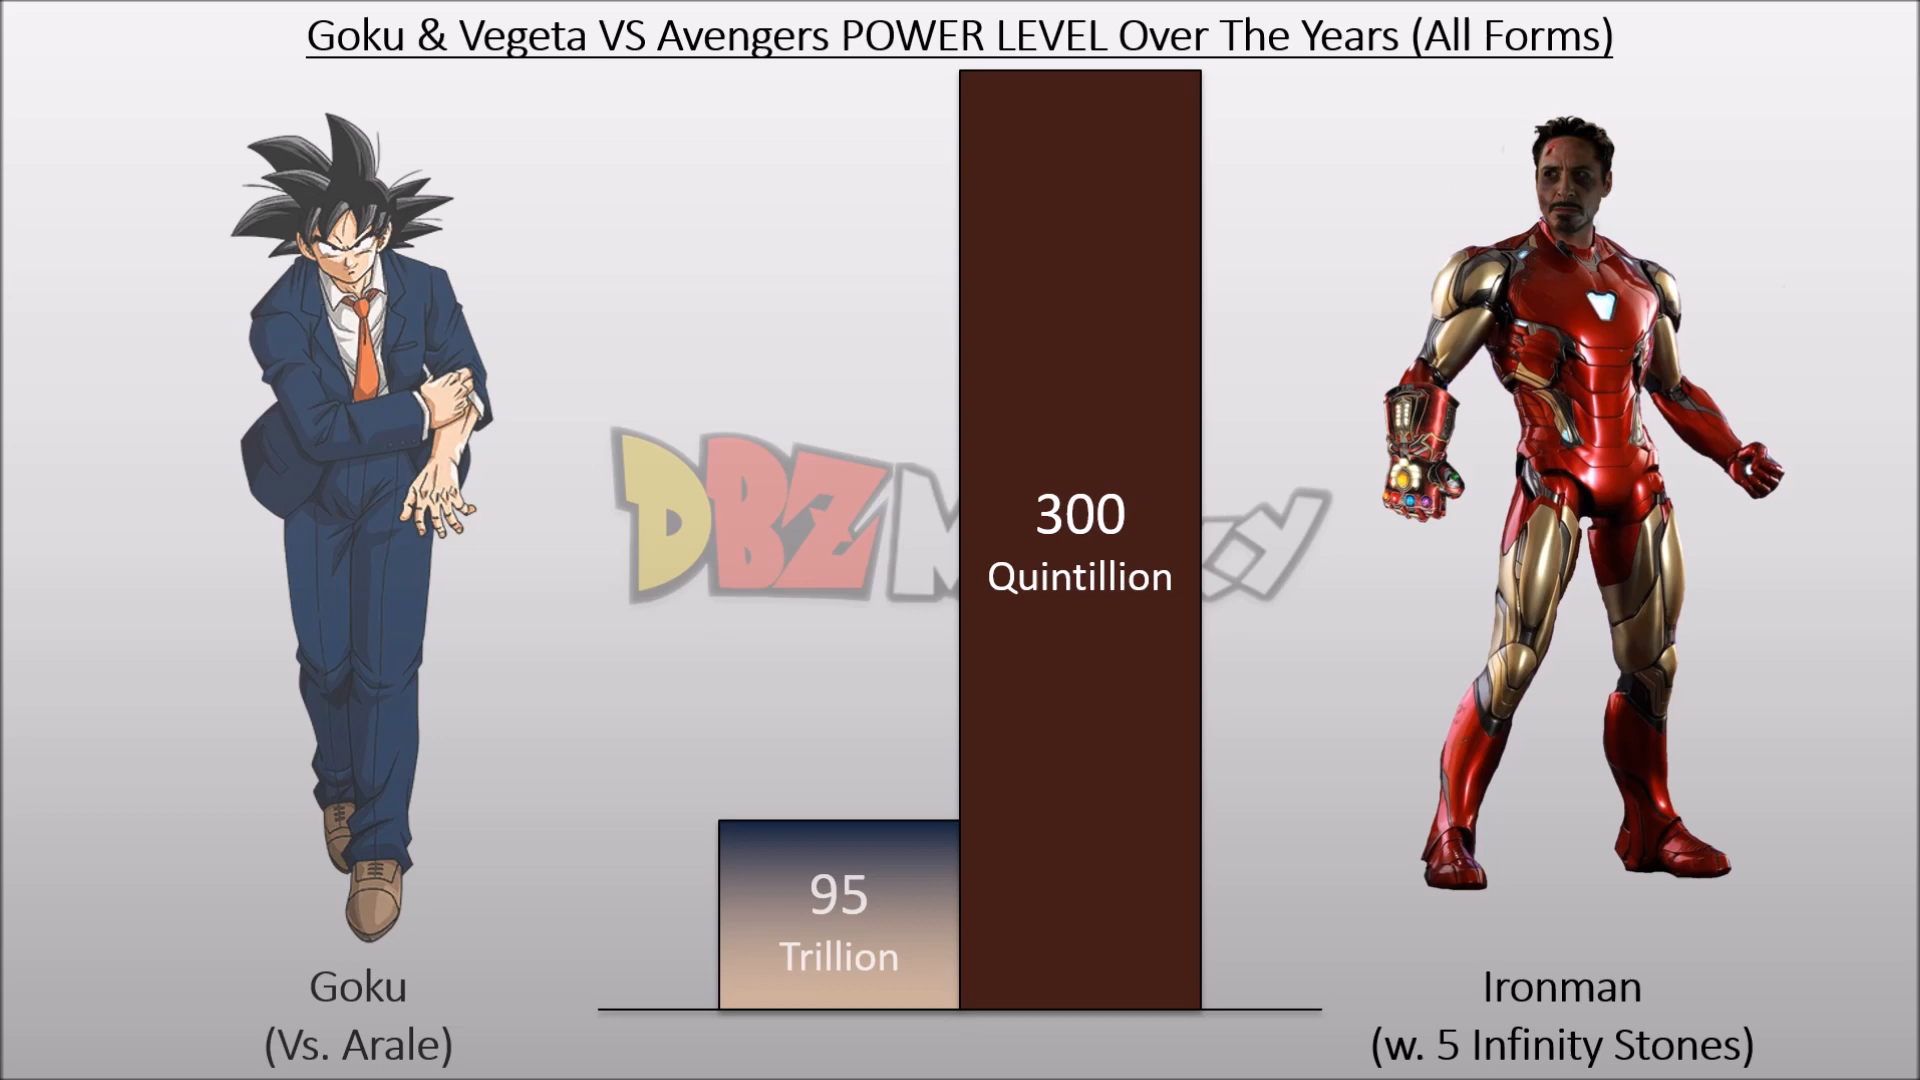 Goku & Vegeta VS Avengers POWER LEVEL Over The Years (All Forms)
DBZ
300
Quintillion
95
Trillion
Goku
(Vs. Arale)
Ironman
(w. 5 Infinity Stones)